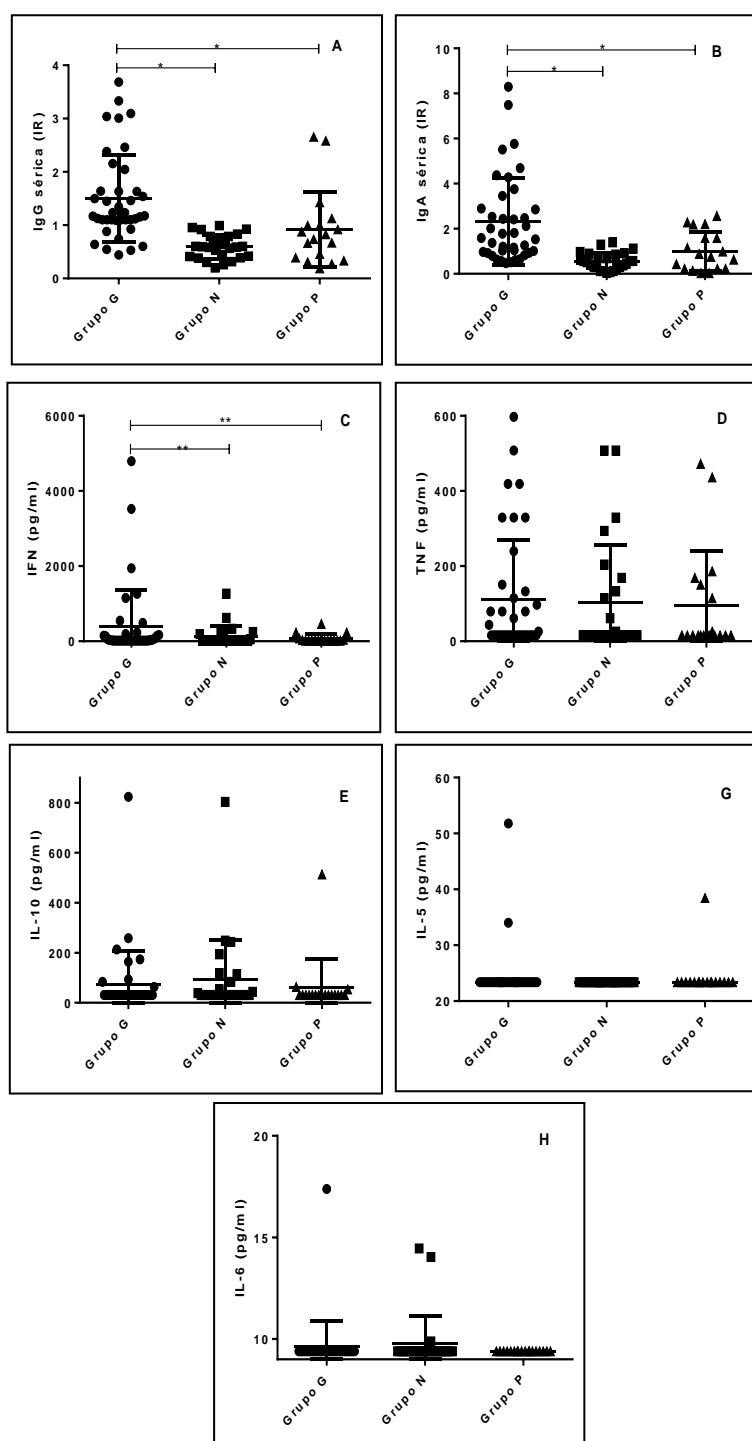 A
*
*
IgG sérica (IR)
4
3
2
1
0
Grupo G
Grupo N
Grupo P
B
*
*
IgA sérica (IR)
10
8
6
4
2
0
Grupo G
Grupo N
Grupo P
C
**
**
IFN (pg/ml)
6000
4000
2000
0
Grupo G
Grupo N
Grupo P
D
TNF (pg/ml)
600
400
200
0
Grupo G
Grupo N
Grupo P
E
IL-10 (pg/ml)
800
600
400
200
0
Grupo G
Grupo N
Grupo P
G
IL-5 (pg/ml)
60
50
40
30
20
Grupo G
Grupo N
Grupo P
H
IL-6 (pg/ml)
20
15
10
Grupo G
Grupo N
Grupo P